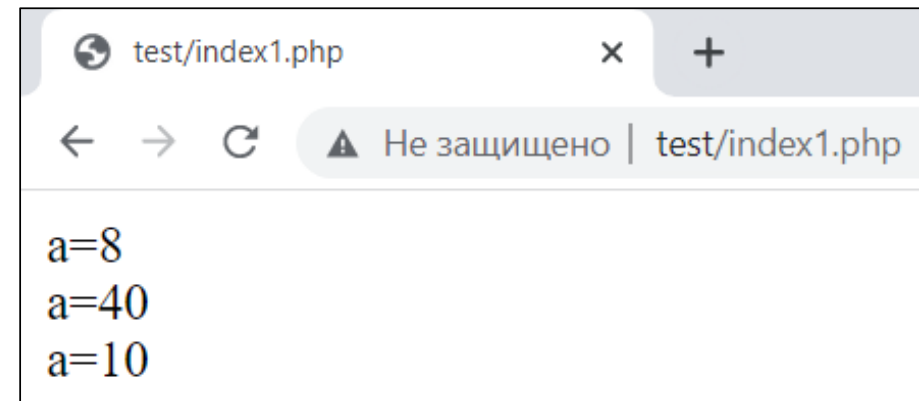 test/index1.php
Не защищено | test/index1.php
a=8
a=40
a=10